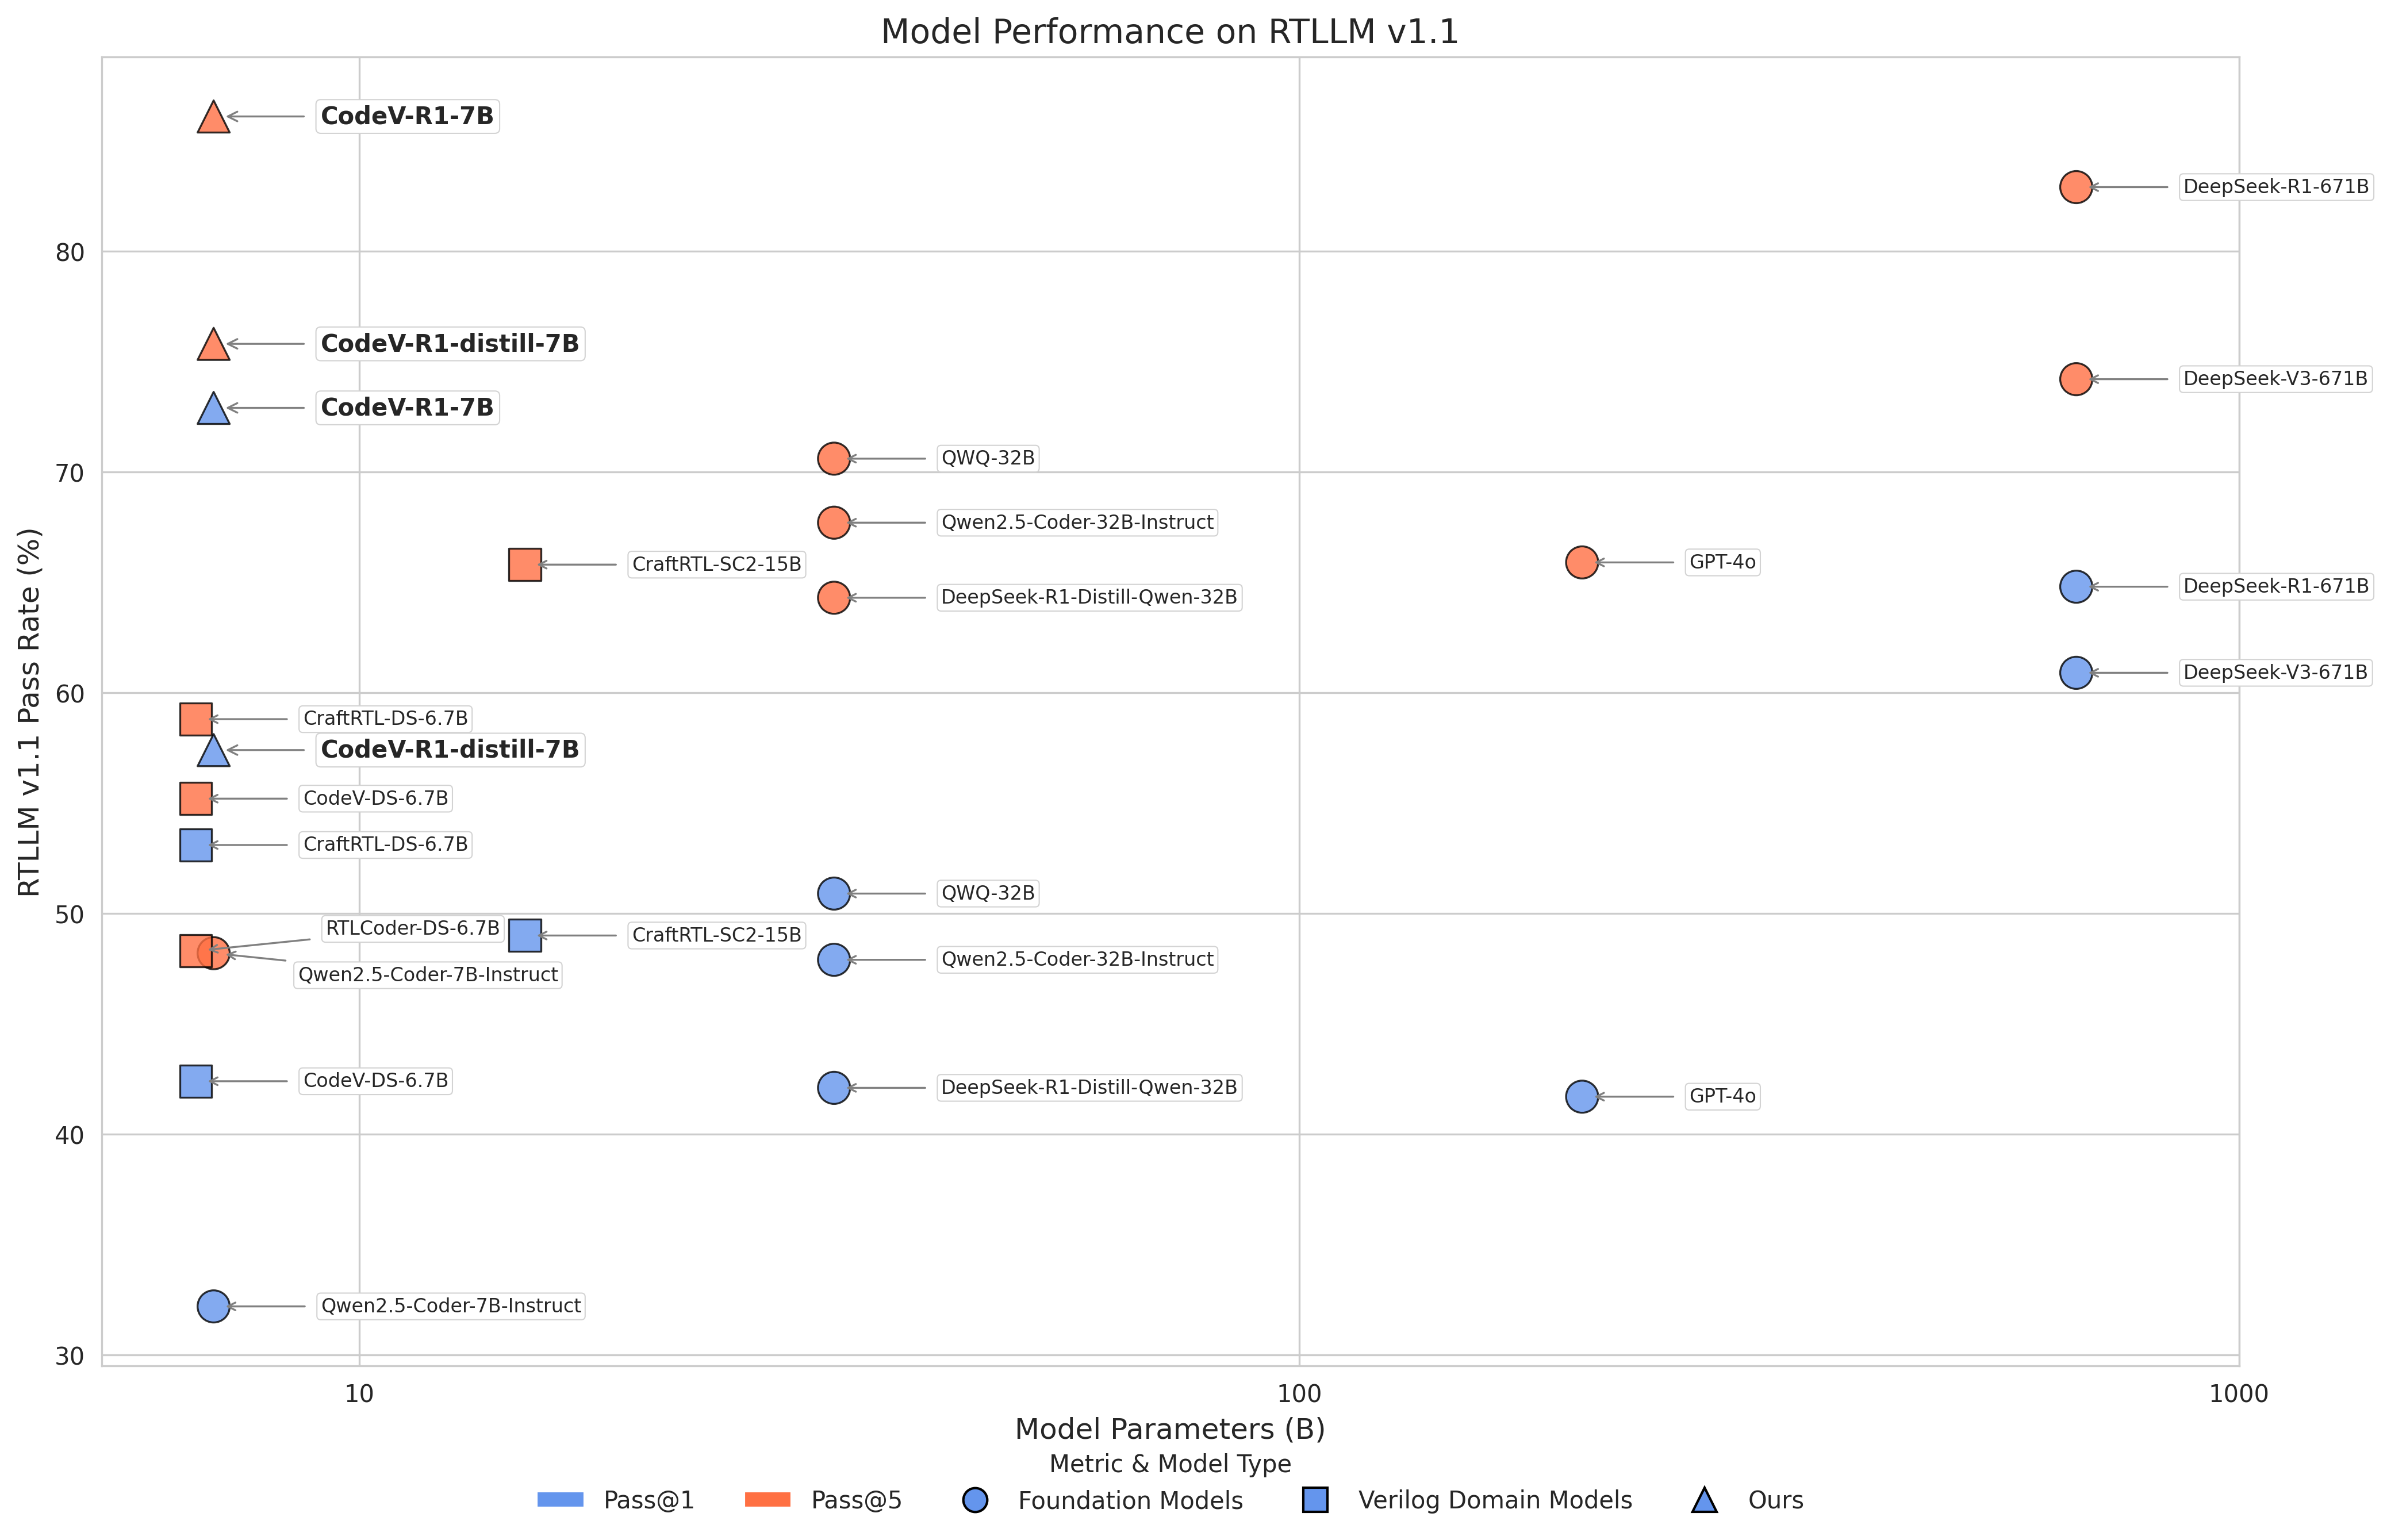 Model Performance on RTLLM v1.1
RTLLM v1.1 Pass Rate (%)
80
70
60
50
40
30
CodeV-R1-7B
DeepSeek-R1-671B
CodeV-R1-distill-7B
DeepSeek-V3-671B
CodeV-R1-7B
QWQ-32B
Qwen2.5-Coder-32B-Instruct
GPT-4o
CraftRTL-SC2-15B
DeepSeek-R1-671B
DeepSeek-R1-Distill-Qwen-32B
DeepSeek-V3-671B
CraftRTL-DS-6.7B
CodeV-R1-distill-7B
CodeV-DS-6.7B
CraftRTL-DS-6.7B
QWQ-32B
RTLCoder-DS-6.7B
CraftRTL-SC2-15B
Qwen2.5-Coder-32B-Instruct
Qwen2.5-Coder-7B-Instruct
CodeV-DS-6.7B
DeepSeek-R1-Distill-Qwen-32B
GPT-4o
Qwen2.5-Coder-7B-Instruct
10
100
1000
Model Parameters (B)
Metric & Model Type
Pass@1
Pass@5
Foundation Models
Verilog Domain Models
Ours